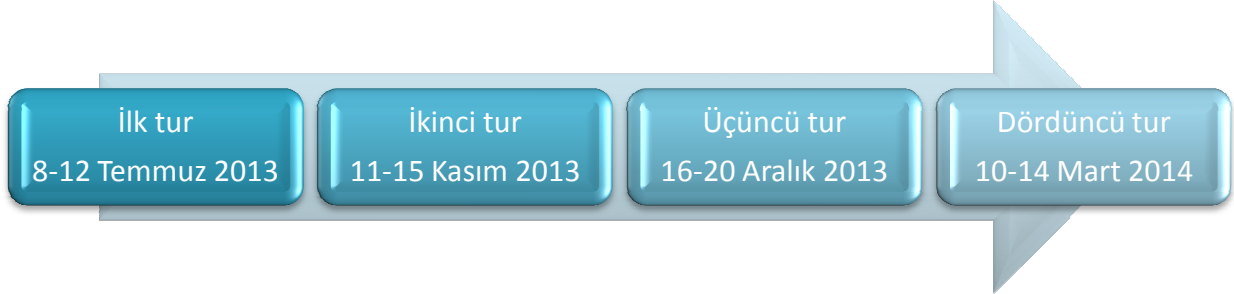 İlk tur
8-12 Temmuz 2013
İkinci tur
11-15 Kasım 2013
Üçüncü tur
16-20 Aralık 2013
Dördüncü tur
10-14 Mart 2014